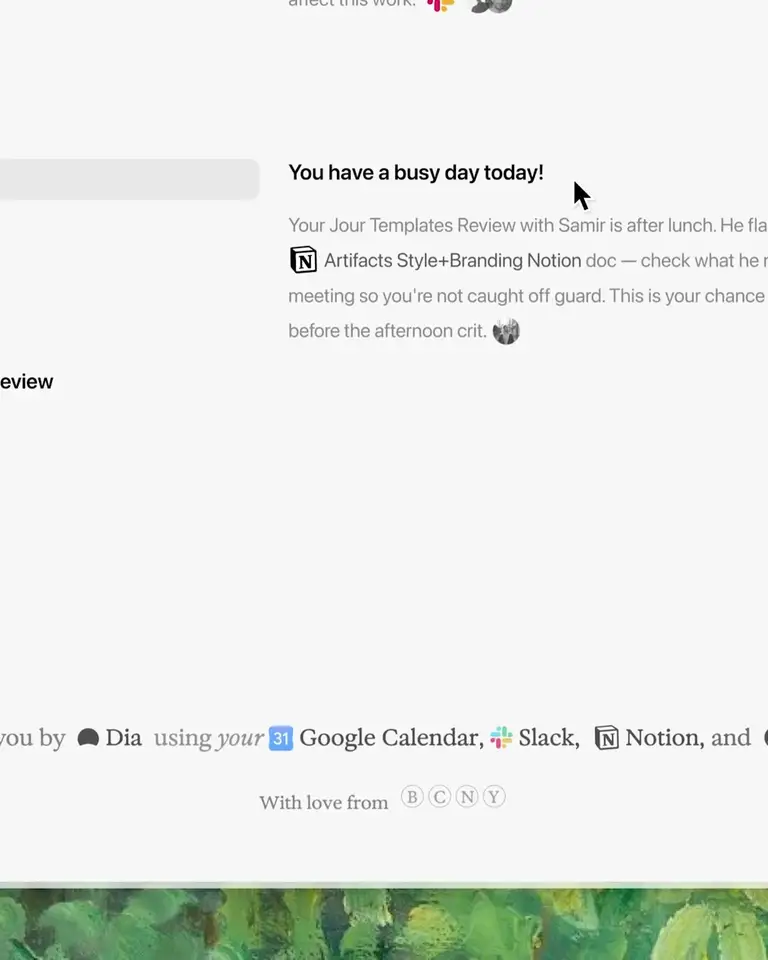 affect this work.
You have a busy day today!
Your Jour Templates Review with Samir is after lunch. He fla
N Artifacts Style+Branding Notion doc — check what he r
meeting so you're not caught off guard. This is your chance
before the afternoon crit.
eview
you by Dia using your 31 Google Calendar, Slack, N Notion, and
With love from B C N Y